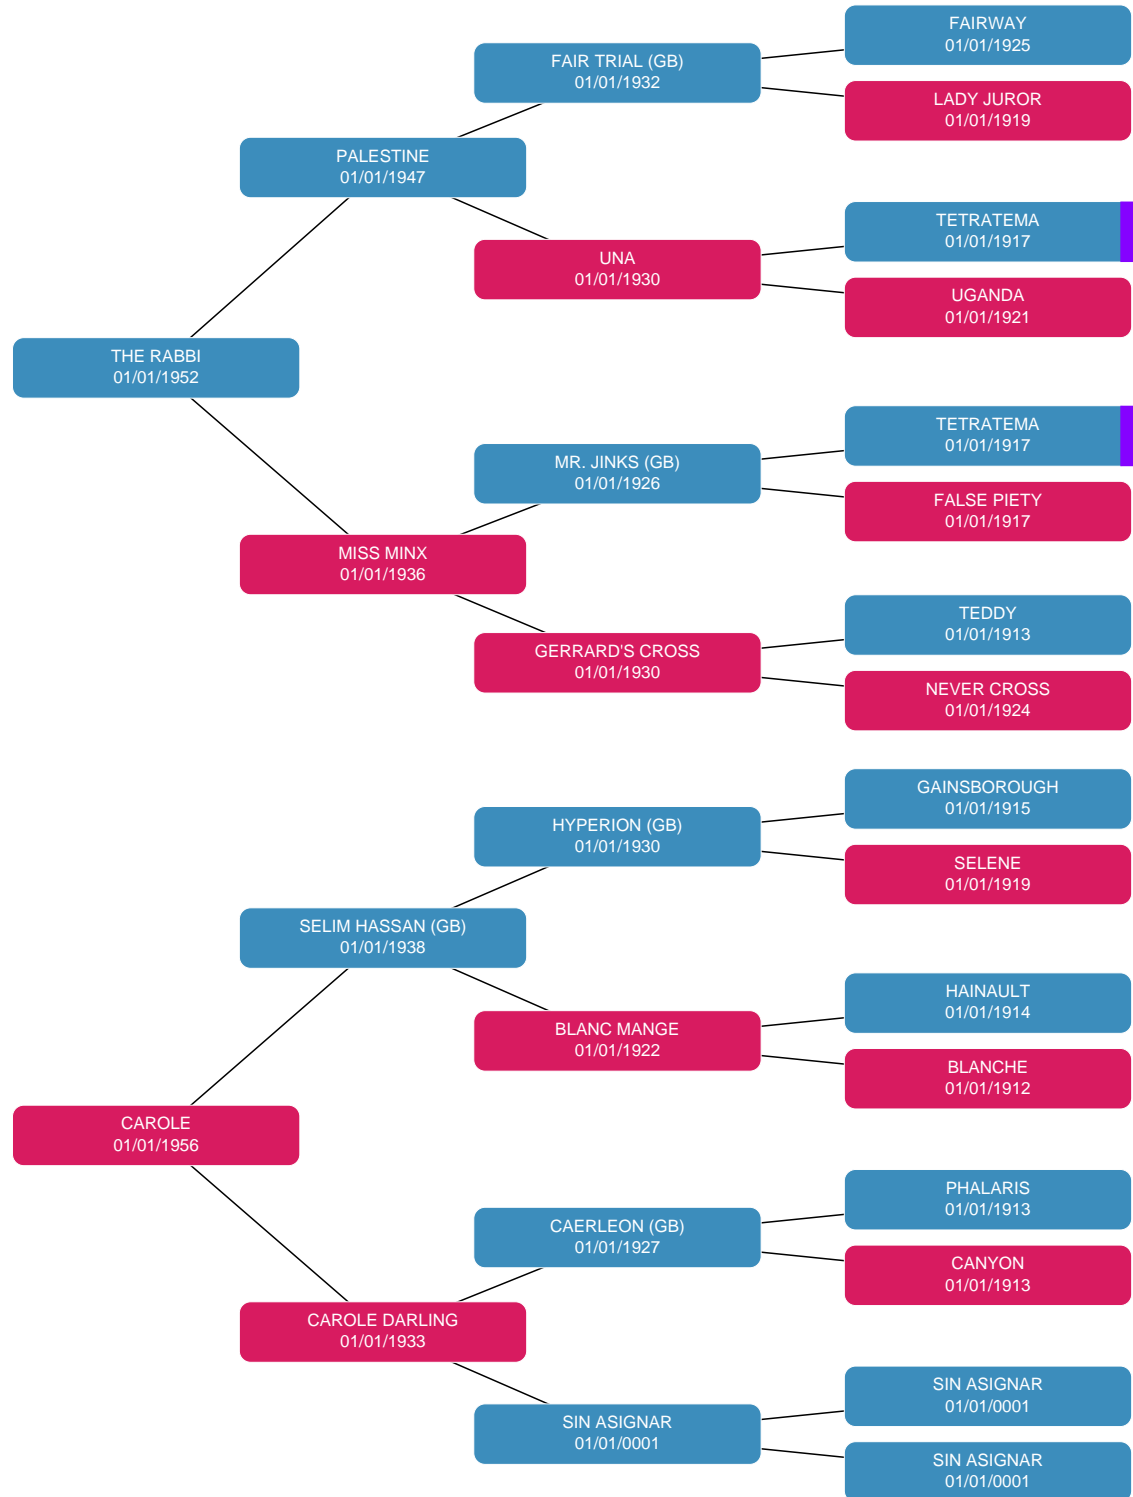 FAIRWAY
01/01/1925
FAIR TRIAL (GB)
01/01/1932
LADY JUROR
01/01/1919
PALESTINE
01/01/1947
TETRATEMA
01/01/1917
UNA
01/01/1930
UGANDA
01/01/1921
THE RABBI
01/01/1952
TETRATEMA
01/01/1917
MR. JINKS (GB)
01/01/1926
FALSE PIETY
01/01/1917
MISS MINX
01/01/1936
TEDDY
01/01/1913
GERRARD'S CROSS
01/01/1930
NEVER CROSS
01/01/1924
GAINSBOROUGH
01/01/1915
HYPERION (GB)
01/01/1930
SELENE
01/01/1919
SELIM HASSAN (GB)
01/01/1938
HAINAULT
01/01/1914
BLANC MANGE
01/01/1922
BLANCHE
01/01/1912
CAROLE
01/01/1956
PHALARIS
01/01/1913
CAERLEON (GB)
01/01/1927
CANYON
01/01/1913
CAROLE DARLING
01/01/1933
SIN ASIGNAR
01/01/0001
SIN ASIGNAR
01/01/0001
SIN ASIGNAR
01/01/0001